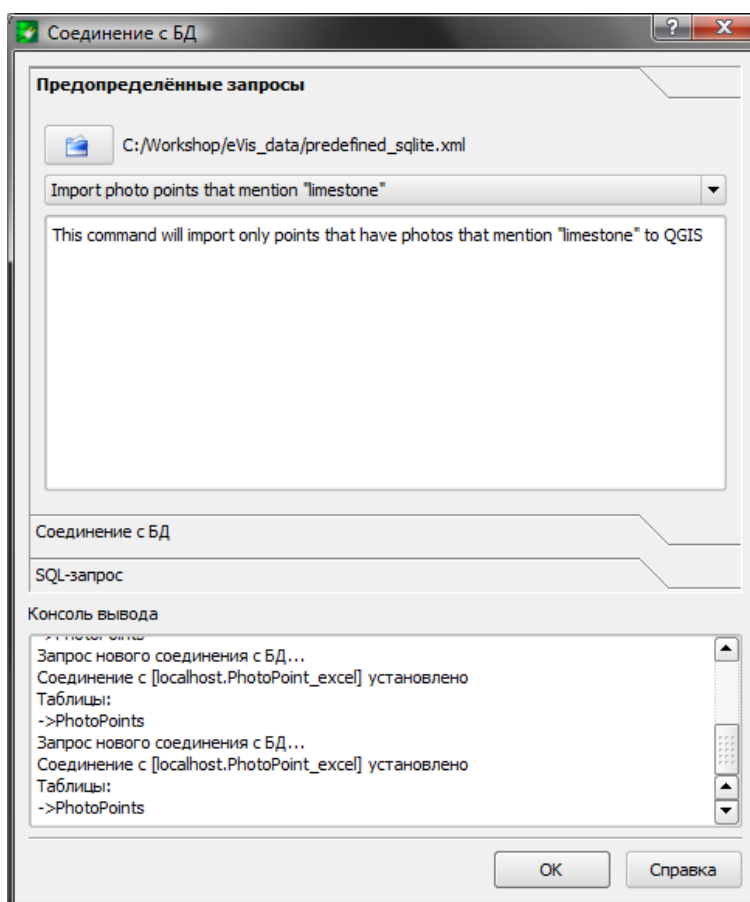 Соединение с БД
Предопределённые запросы
C:/Workshop/eVis_data/predefined_sqlite.xml
Import photo points that mention "limestone"
This command will import only points that have photos that mention "limestone" to QGIS
Соединение с БД
SQL-запрос
Консоль вывода
->PhotoPoints
Запрос нового соединения с БД...
Соединение с [localhost.PhotoPoint_excel] установлено
Таблицы:
->PhotoPoints
Запрос нового соединения с БД...
Соединение с [localhost.PhotoPoint_excel] установлено
Таблицы:
->PhotoPoints
OK
Справка